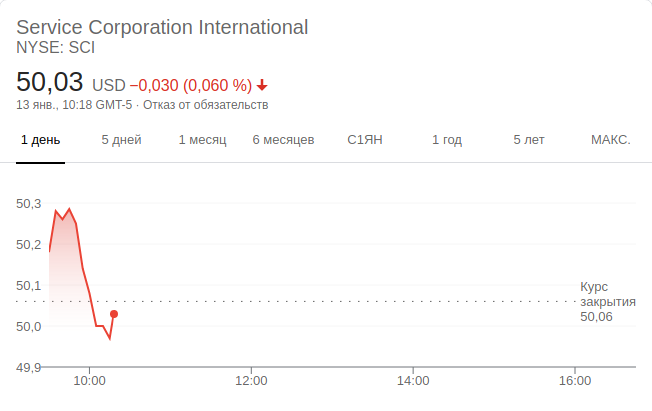 Service Corporation International
NYSE: SCI
50,03 USD −0,030 (0,060 %)
13 янв., 10:18 GMT-5 · Отказ от обязательств
1 день 5 дней 1 месяц 6 месяцев С1ЯН 1 год 5 лет МАКС.
50,3
50,2
50,1
50,0
49,9
Курс
закрытия
50,06
10:00 12:00 14:00 16:00